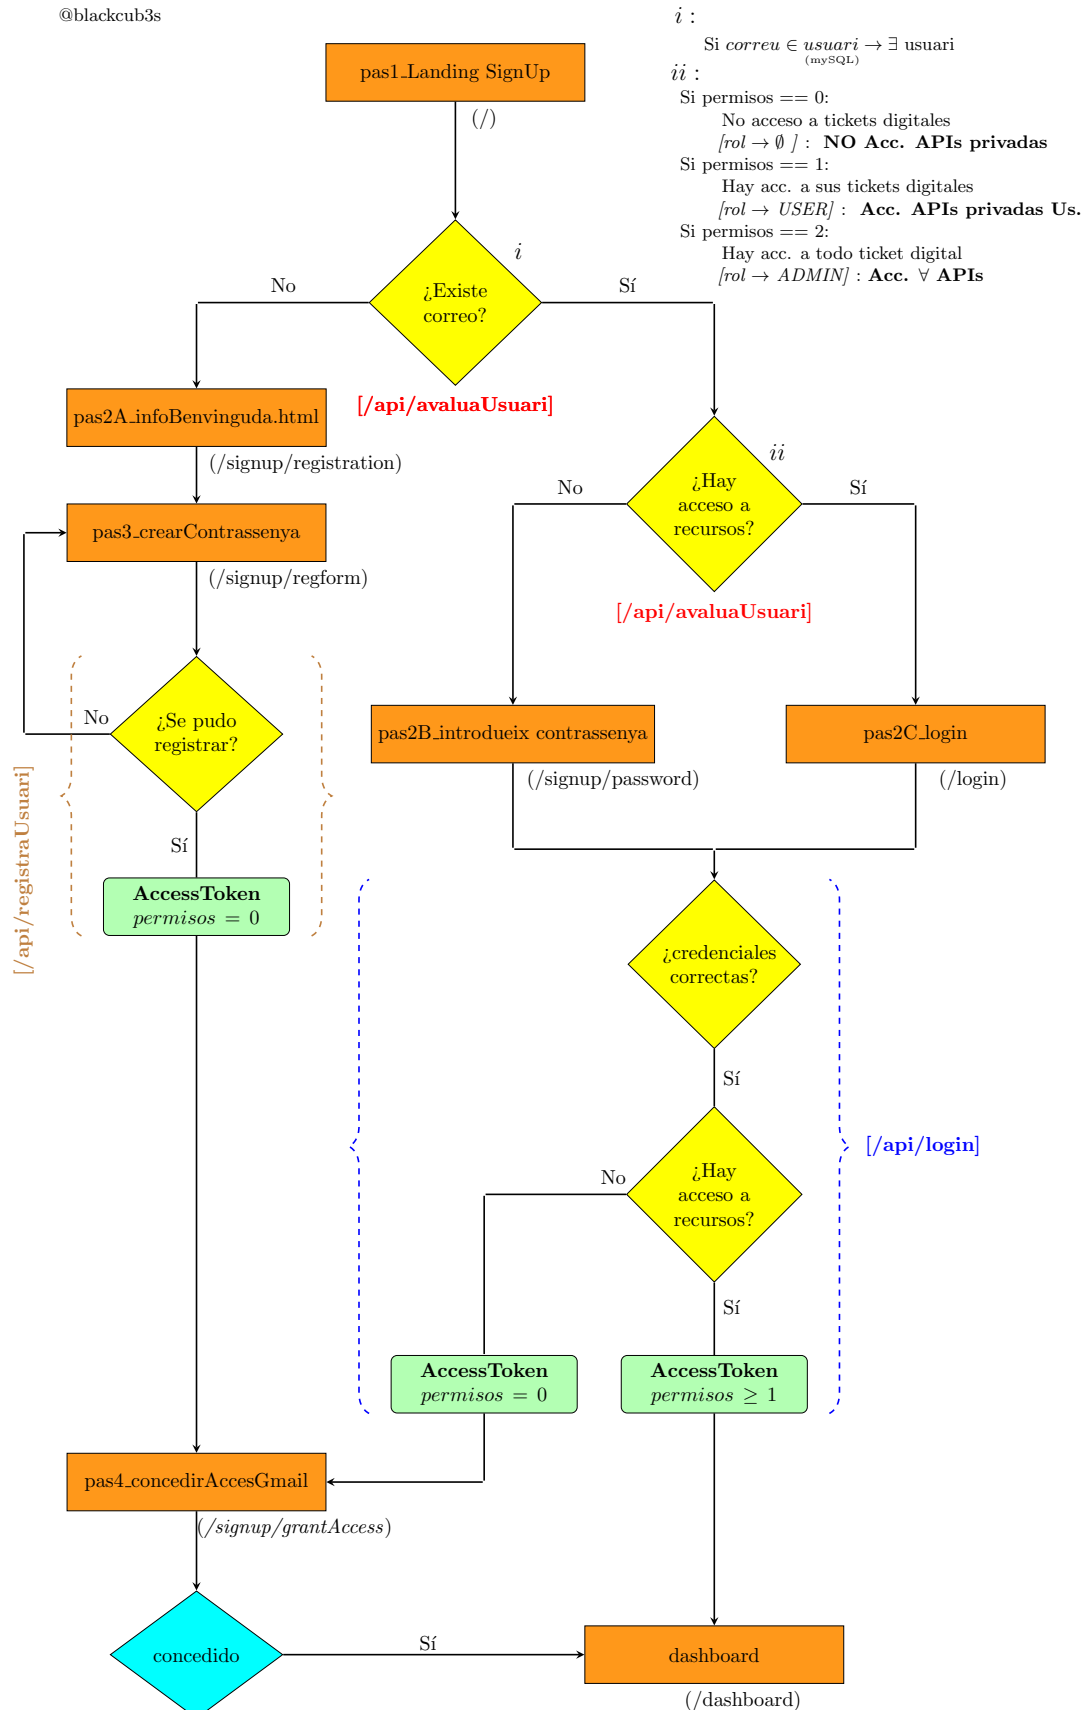 @blackcub3s
i :
Si correu ∈ usuari → ∃ usuari
(mySQL)
ii :
Si permisos == 0:
No acceso a tickets digitales
[rol → ∅ ] : NO Acc. APIs privadas
Si permisos == 1:
Hay acc. a sus tickets digitales
[rol → USER] : Acc. APIs privadas Us.
Si permisos == 2:
Hay acc. a todo ticket digital
[rol → ADMIN] : Acc. ∀ APIs
pas1_Landing SignUp
(/)
i
¿Existe
correo?
No
Sí
[/api/avaluaUsuari]
pas2A_infoBenvinguda.html
(/signup/registration)
pas3_crearContrassenya
(/signup/regform)
ii
¿Hay
acceso a
recursos?
No
Sí
[/api/avaluaUsuari]
¿Se pudo
registrar?
No
Sí
[/api/registraUsuari]
AccessToken
permisos = 0
pas2B_introdueix contrassenya
(/signup/password)
pas2C_login
(/login)
¿credenciales
correctas?
Sí
[/api/login]
¿Hay
acceso a
recursos?
No
Sí
AccessToken
permisos = 0
AccessToken
permisos ≥ 1
pas4_concedirAccesGmail
(/signup/grantAccess)
concedido
Sí
dashboard
(/dashboard)